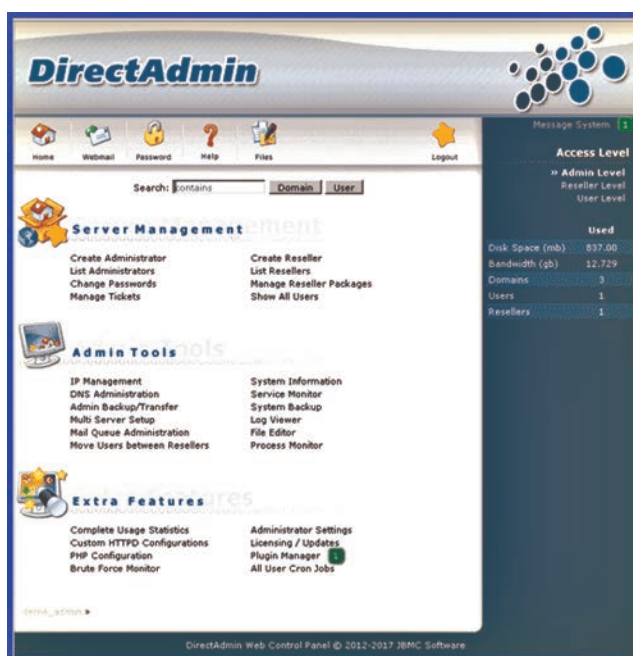 DirectAdmin
Message System 1
Home
Webmail
Password
Help
Files
Logout
Access Level
» Admin Level
Reseller Level
User Level
Search: contains Domain User
Server Management
Create Administrator
List Administrators
Change Passwords
Manage Tickets
Create Reseller
List Resellers
Manage Reseller Packages
Show All Users
Used
Disk Space (mb) 837.00
Bandwidth (gb) 12.729
Domains 3
Users 1
Resellers 1
Admin Tools
IP Management
DNS Administration
Admin Backup/Transfer
Multi Server Setup
Mail Queue Administration
Move Users between Resellers
System Information
Service Monitor
System Backup
Log Viewer
File Editor
Process Monitor
Extra Features
Complete Usage Statistics
Custom HTTPD Configurations
PHP Configuration
Brute Force Monitor
Administrator Settings
Licensing / Updates
Plugin Manager 1
All User Cron Jobs
demo_admin »
DirectAdmin Web Control Panel © 2012-2017 JBMC Software